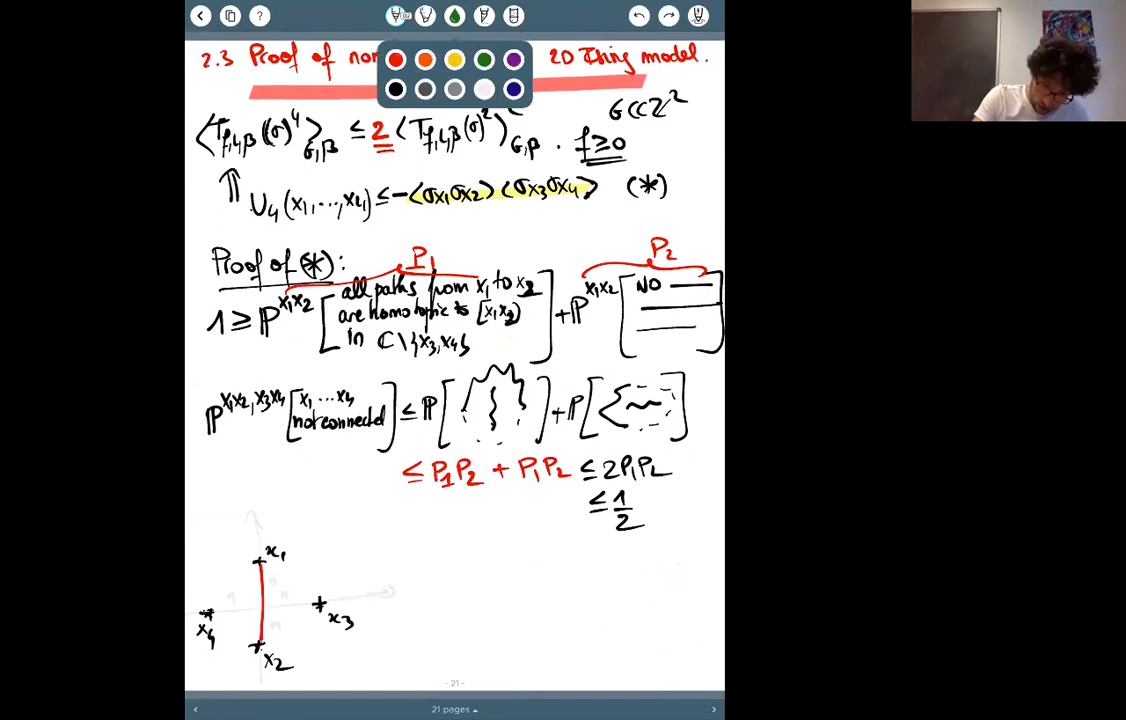 2.3 Proof of non 2D Ising model.
G⊂⊂ℤ²
⟨T_{f,L,β}(σ)⁴⟩_{G,β} ≤ 2 ⟨T_{f,L,β}(σ)²⟩²_{G,β} . f≥0
⇑ U₄(x₁,...,x₄) ≤ -⟨σx₁σx₂⟩⟨σx₃σx₄⟩ (*)
Proof of (*): P₁ P₂
1 ≥ ℙ^{x₁x₂} [ all paths from x₁ to x₂ are homotopic to [x₁x₂] in ℂ\{x₃,x₄} ] + ℙ^{x₁x₂} [ NO
ℙ^{x₁x₂,x₃x₄} [ x₁...x₄ not connected ] ≤ ℙ[ ] + ℙ[ ]
≤ P₁P₂ + P₁P₂ ≤ 2P₁P₂
≤ 1/2
x₁
x₃
x₄
x₂
- 21 -
21 pages